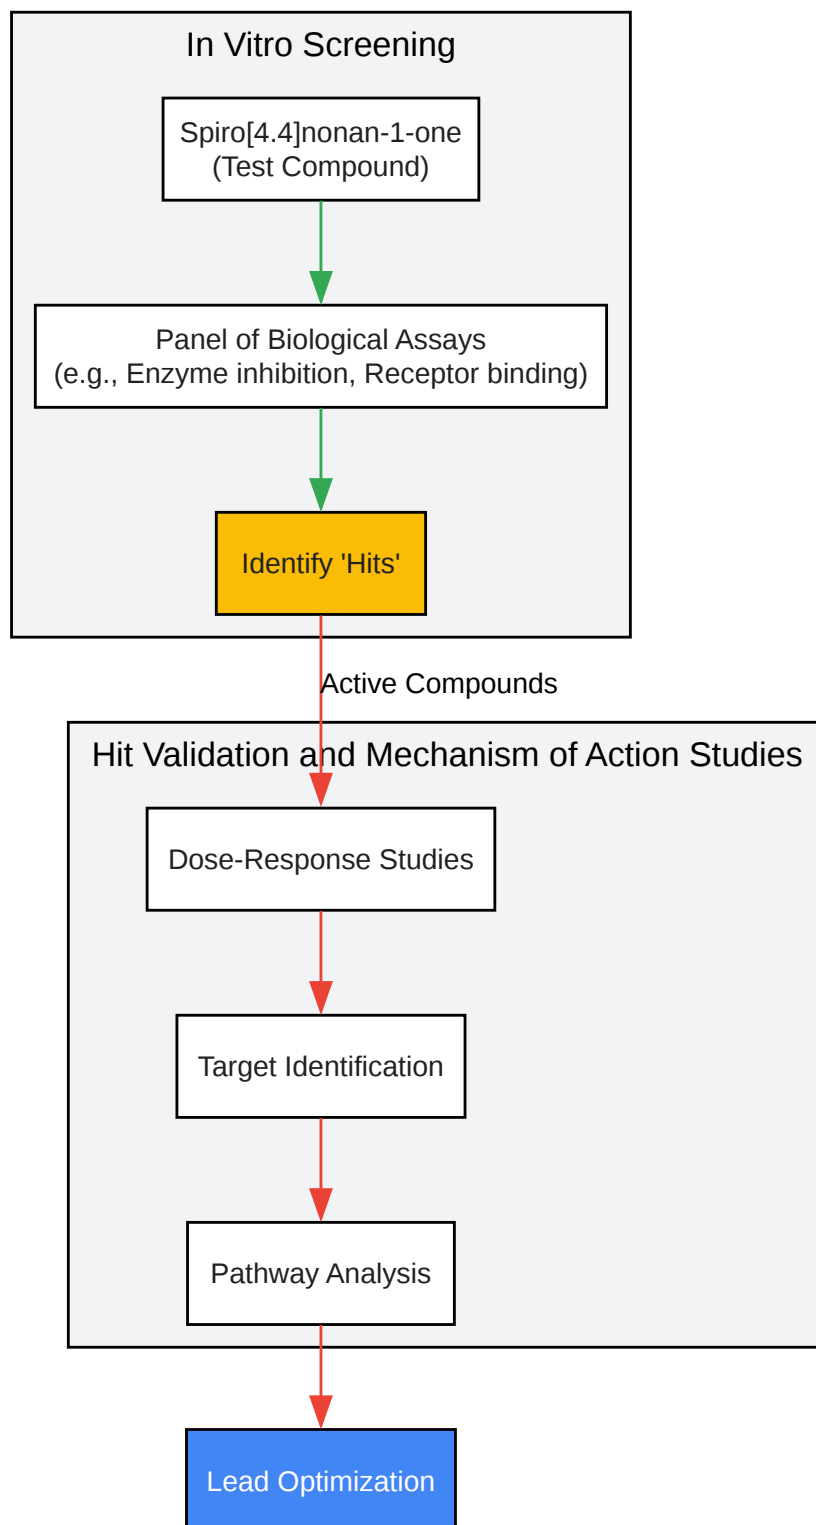 In Vitro Screening
Spiro[4.4]nonan-1-one
(Test Compound)
Panel of Biological Assays
(e.g., Enzyme inhibition, Receptor binding)
Identify 'Hits'
Active Compounds
Hit Validation and Mechanism of Action Studies
Dose-Response Studies
Target Identification
Pathway Analysis
Lead Optimization